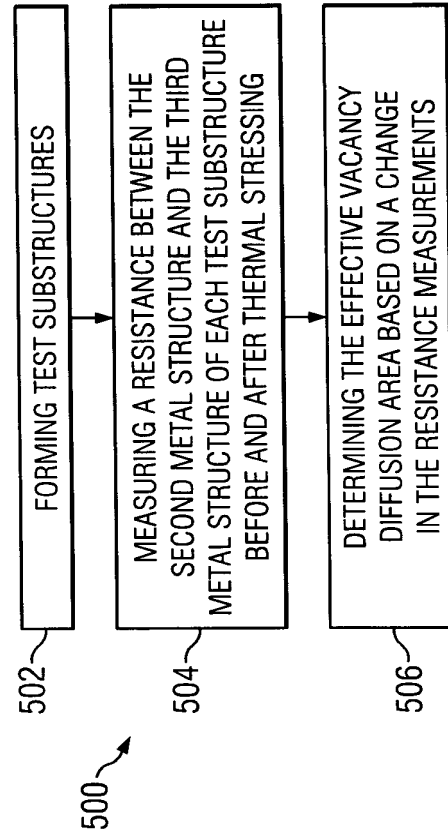 500
502
FORMING TEST SUBSTRUCTURES
504
MEASURING A RESISTANCE BETWEEN THE
SECOND METAL STRUCTURE AND THE THIRD
METAL STRUCTURE OF EACH TEST SUBSTRUCTURE
BEFORE AND AFTER THERMAL STRESSING
506
DETERMINING THE EFFECTIVE VACANCY
DIFFUSION AREA BASED ON A CHANGE
IN THE RESISTANCE MEASUREMENTS